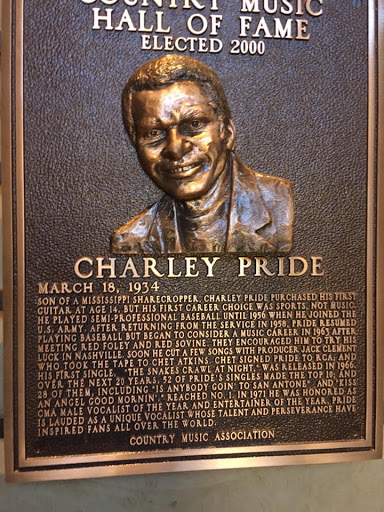 COUNTRY MUSIC
HALL OF FAME
ELECTED 2000
CHARLEY PRIDE
MARCH 18, 1934
SON OF A MISSISSIPPI SHARECROPPER, CHARLEY PRIDE PURCHASED HIS FIRST
GUITAR AT AGE 14, BUT HIS FIRST CAREER CHOICE WAS SPORTS, NOT MUSIC.
HE PLAYED SEMI-PROFESSIONAL BASEBALL UNTIL 1956 WHEN HE JOINED THE
U.S. ARMY. AFTER RETURNING FROM THE SERVICE IN 1958, PRIDE RESUMED
PLAYING BASEBALL BUT BEGAN TO CONSIDER A MUSIC CAREER IN 1963 AFTER
MEETING RED FOLEY AND RED SOVINE. THEY ENCOURAGED HIM TO TRY HIS
LUCK IN NASHVILLE. SOON HE CUT A FEW SONGS WITH PRODUCER JACK CLEMENT
WHO TOOK THE TAPE TO CHET ATKINS. CHET SIGNED PRIDE TO RCA; AND
HIS FIRST SINGLE, "THE SNAKES CRAWL AT NIGHT," WAS RELEASED IN 1966.
OVER THE NEXT 20 YEARS, 52 OF PRIDE'S SINGLES MADE THE TOP 10; AND
28 OF THEM, INCLUDING "IS ANYBODY GOIN' TO SAN ANTONE" AND "KISS
AN ANGEL GOOD MORNIN'," REACHED NO. 1. IN 1971 HE WAS HONORED AS
CMA MALE VOCALIST OF THE YEAR AND ENTERTAINER OF THE YEAR. PRIDE
IS LAUDED AS A UNIQUE VOCALIST WHOSE TALENT AND PERSEVERANCE HAVE
INSPIRED FANS ALL OVER THE WORLD.
COUNTRY MUSIC ASSOCIATION